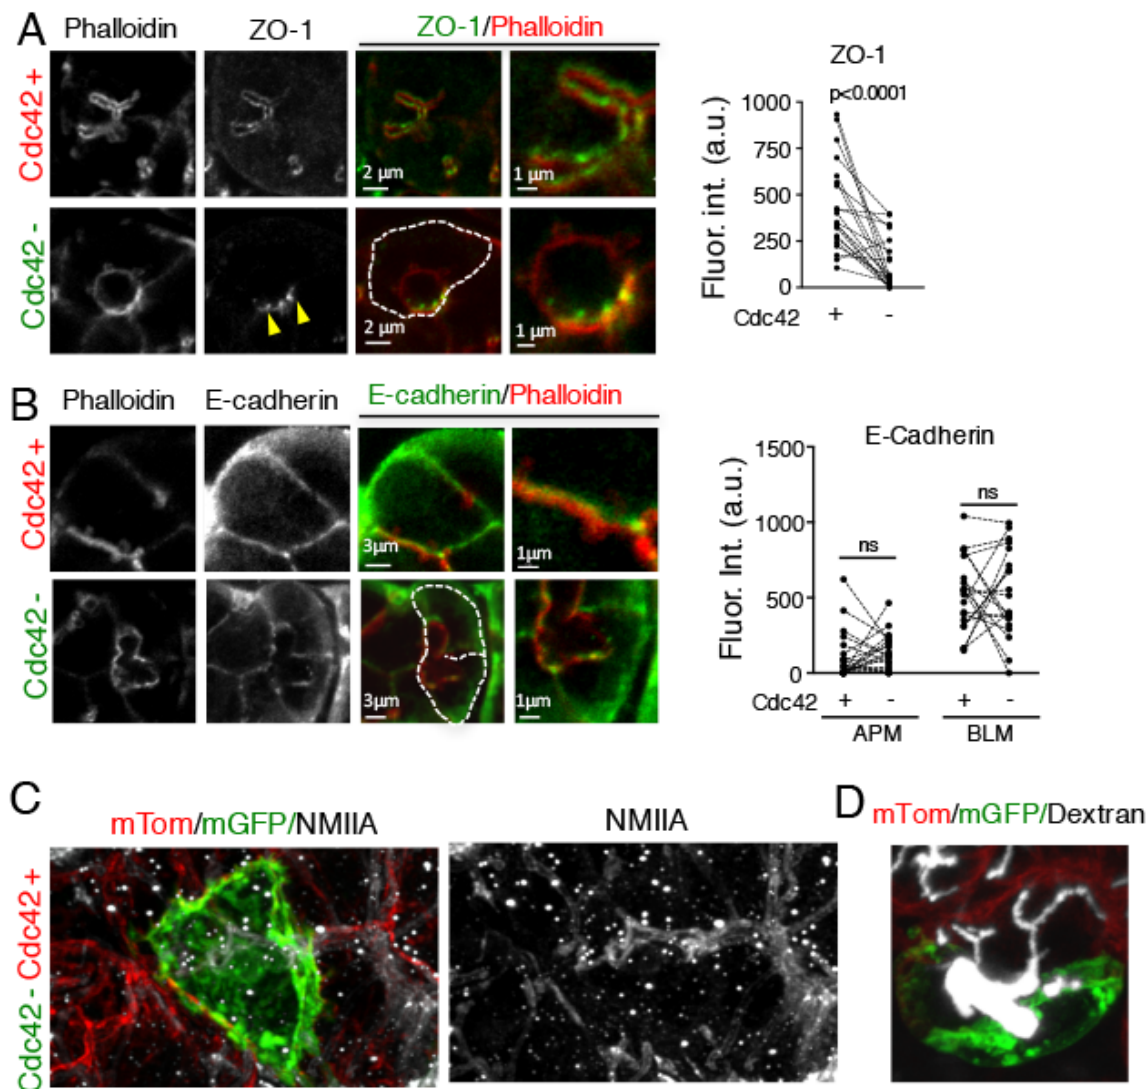 A
Phalloidin
ZO-1
ZO-1/Phalloidin
Cdc42+
2 μm
1 μm
Cdc42 -
2 μm
1 μm
ZO-1
p<0.0001
Fluor. int. (a.u.)
1000
750
500
250
0
Cdc42
+
-
B
Phalloidin
E-cadherin
E-cadherin/Phalloidin
Cdc42+
3μm
1μm
Cdc42-
3μm
1μm
E-Cadherin
Fluor. Int. (a.u.)
1500
1000
500
0
ns
ns
Cdc42
+
-
+
-
APM
BLM
C
mTom/mGFP/NMIIA
NMIIA
Cdc42 - Cdc42+
D
mTom/mGFP/Dextran